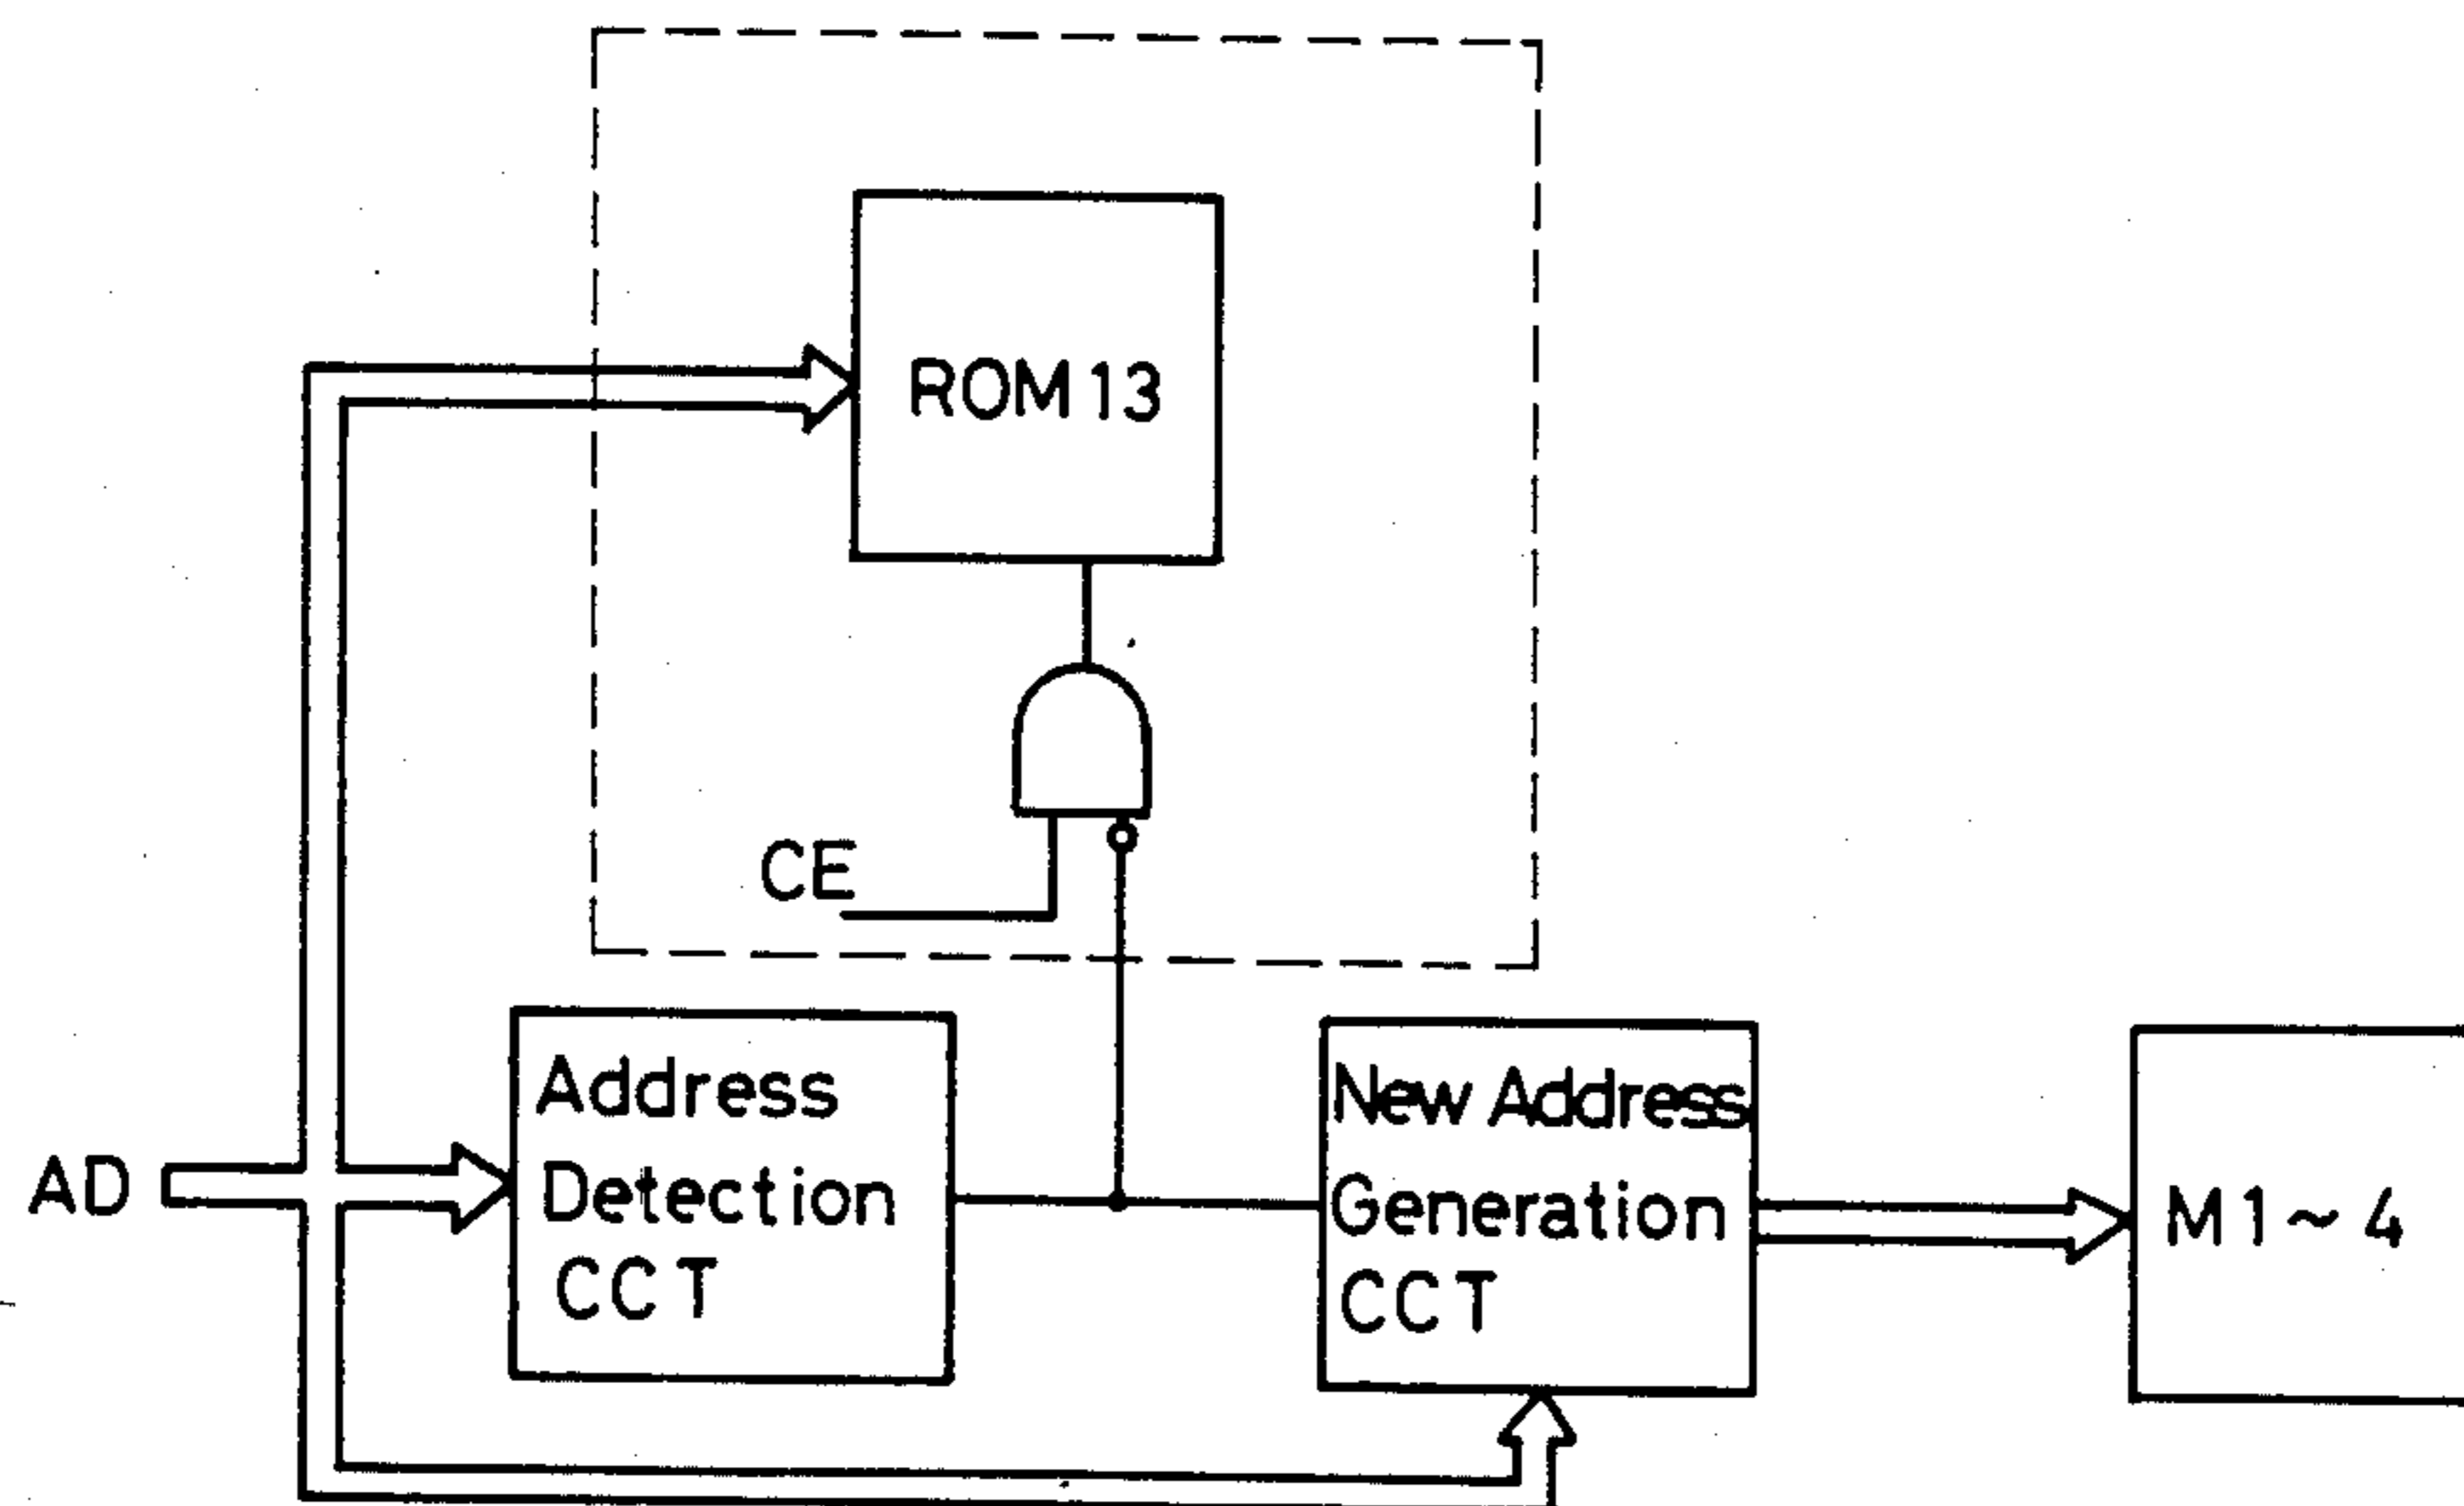 ROM 13
CE
AD
Address
Detection
CCT
New Address
Generation
CCT
M1~4